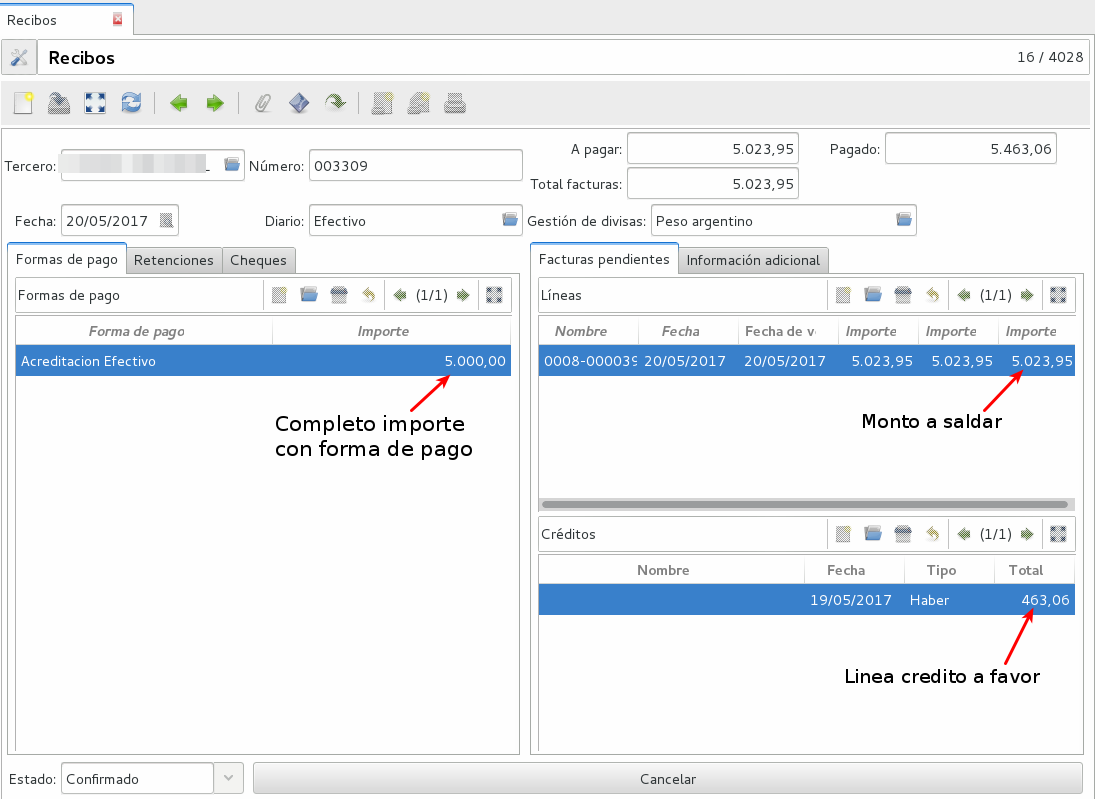 Recibos
Recibos
16 / 4028
A pagar: 5.023,95 Pagado: 5.463,06
Tercero: Número: 003309
Total facturas: 5.023,95
Fecha: 20/05/2017 Diario: Efectivo Gestión de divisas: Peso argentino
Formas de pago Retenciones Cheques
Facturas pendientes Información adicional
Formas de pago (1/1)
Líneas (1/1)
Forma de pago Importe
Nombre Fecha Fecha de v Importe Importe Importe
Acreditacion Efectivo 5.000,00
0008-000039 20/05/2017 20/05/2017 5.023,95 5.023,95 5.023,95
Completo importe
con forma de pago
Monto a saldar
Créditos (1/1)
Nombre Fecha Tipo Total
19/05/2017 Haber 463,06
Linea credito a favor
Estado: Confirmado Cancelar